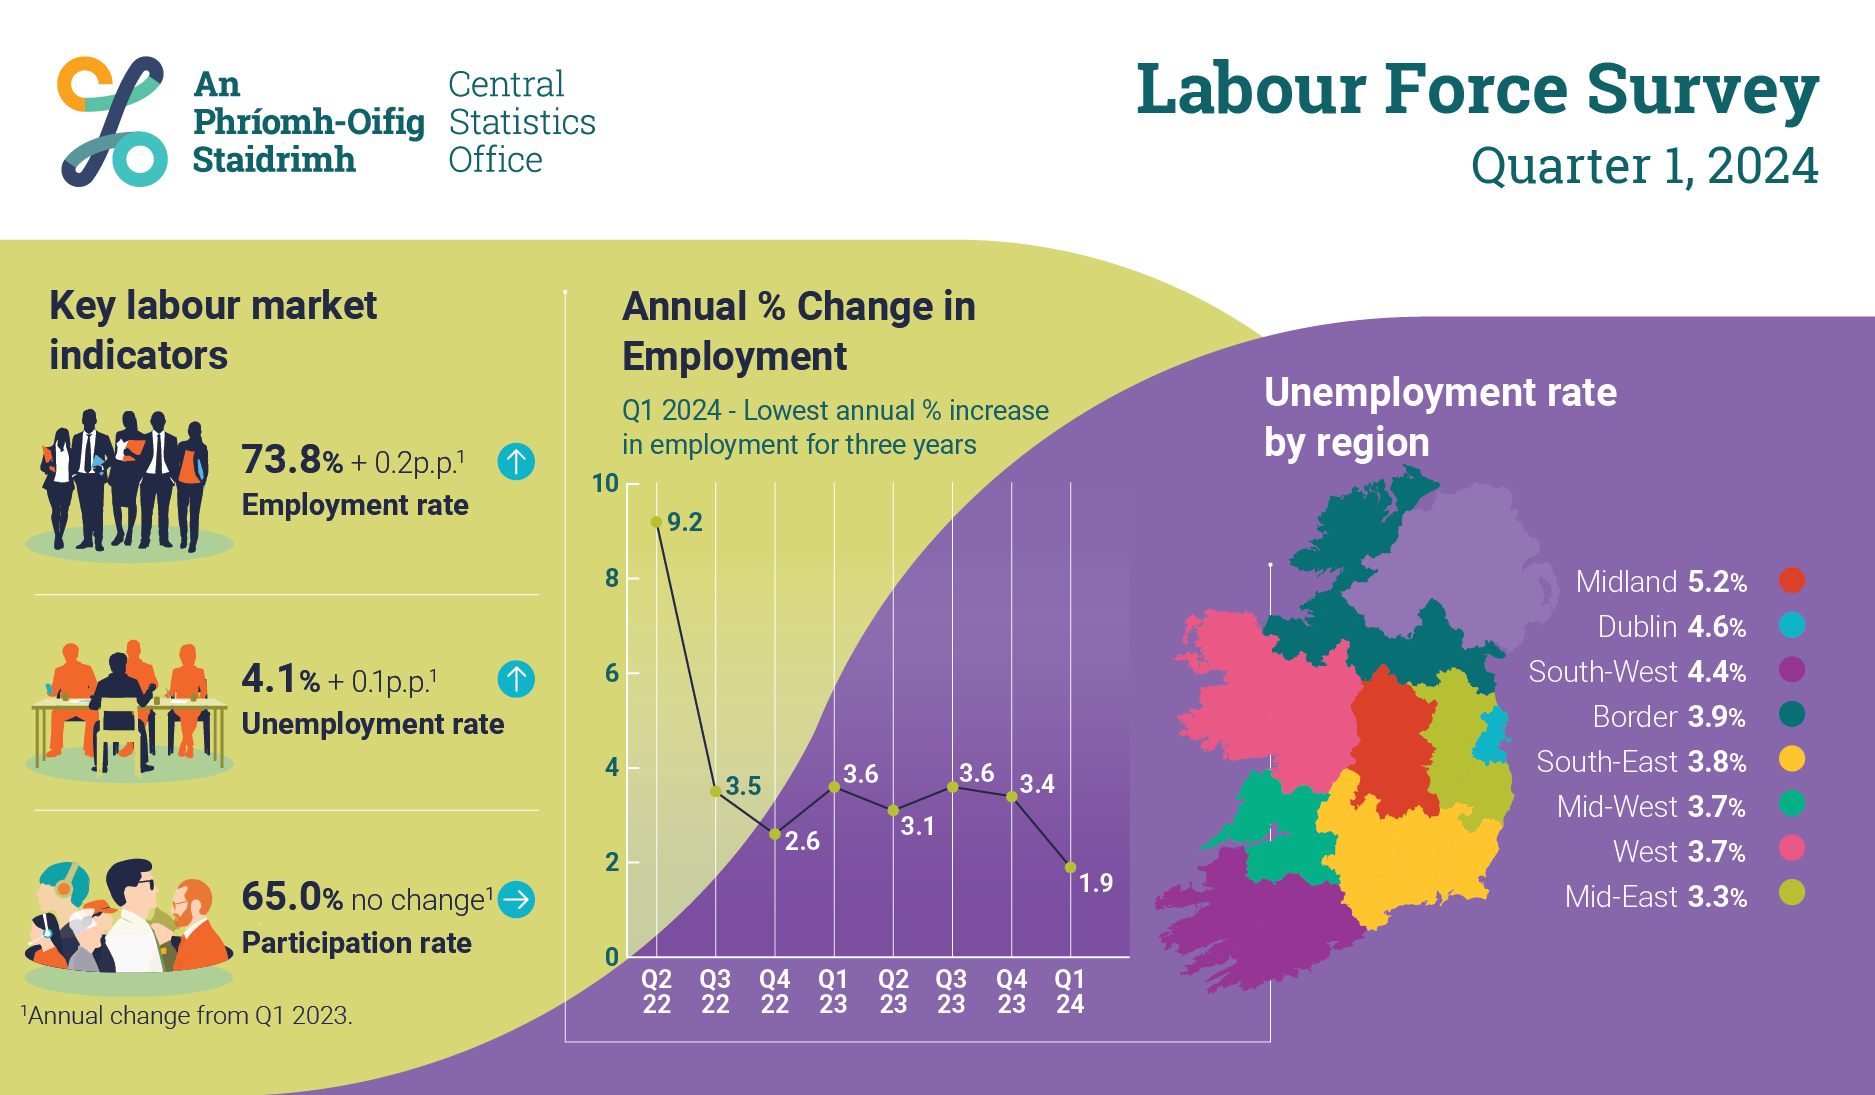 An
Phríomh-Oifig
Staidrimh
Central
Statistics
Office
Labour Force Survey
Quarter 1, 2024
Key labour market
indicators
73.8% + 0.2p.p.¹
Employment rate
4.1% + 0.1p.p.¹
Unemployment rate
65.0% no change¹
Participation rate
¹Annual change from Q1 2023.
Annual % Change in
Employment
Q1 2024 - Lowest annual % increase
in employment for three years
10
8
6
4
2
0
9.2
3.5
2.6
3.6
3.1
3.6
3.4
1.9
Q2 Q3 Q4 Q1 Q2 Q3 Q4 Q1
22 22 22 23 23 23 23 24
Unemployment rate
by region
Midland 5.2%
Dublin 4.6%
South-West 4.4%
Border 3.9%
South-East 3.8%
Mid-West 3.7%
West 3.7%
Mid-East 3.3%